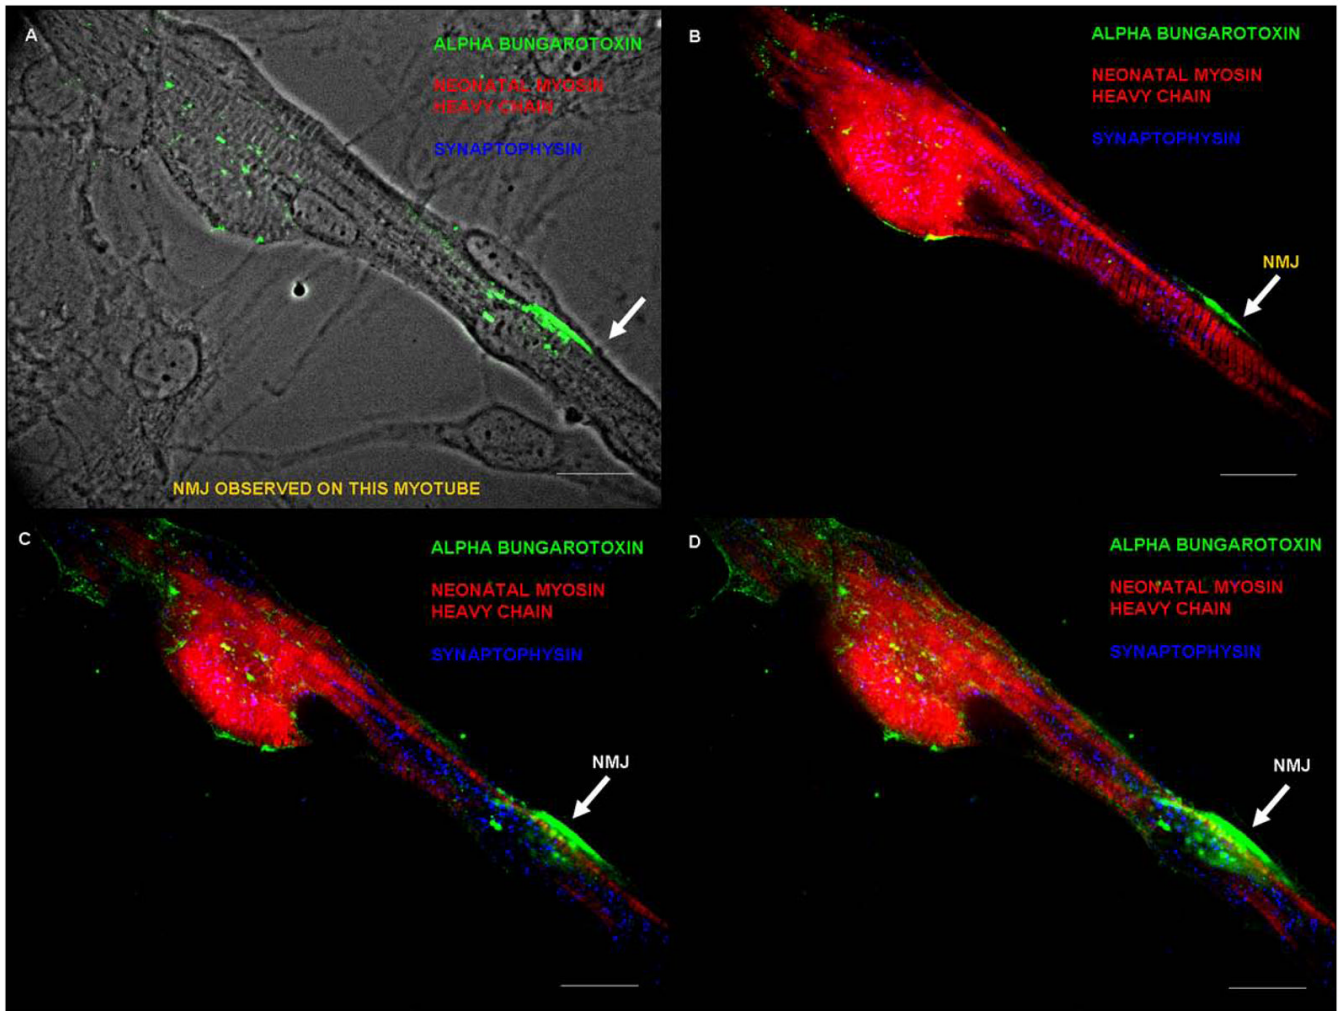 A
ALPHA BUNGAROTOXIN
NEONATAL MYOSIN
HEAVY CHAIN
SYNAPTOPHYSIN
NMJ OBSERVED ON THIS MYOTUBE
B
ALPHA BUNGAROTOXIN
NEONATAL MYOSIN
HEAVY CHAIN
SYNAPTOPHYSIN
NMJ
C
ALPHA BUNGAROTOXIN
NEONATAL MYOSIN
HEAVY CHAIN
SYNAPTOPHYSIN
NMJ
D
ALPHA BUNGAROTOXIN
NEONATAL MYOSIN
HEAVY CHAIN
SYNAPTOPHYSIN
NMJ